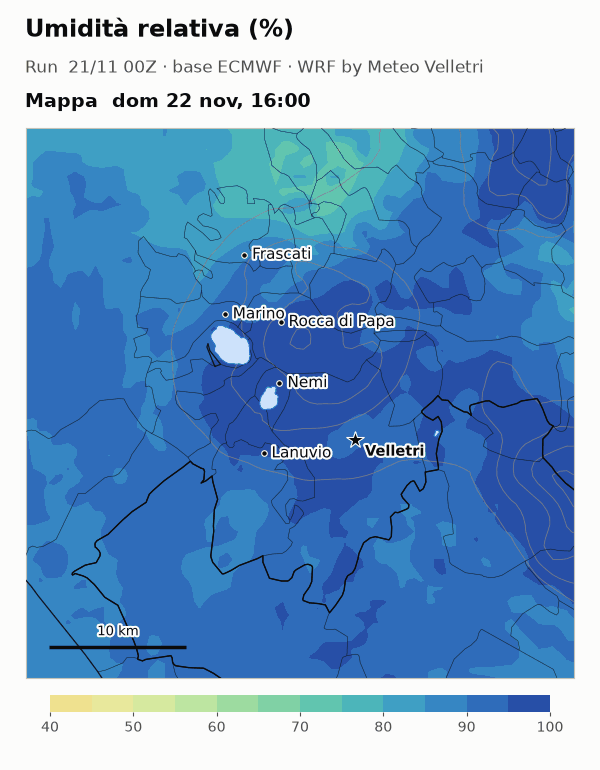 Umidità relativa (%)
Run  21/11 00Z · base ECMWF · WRF by Meteo Velletri
Mappa  dom 22 nov, 16:00
Frascati
Marino
Rocca di Papa
Nemi
Velletri
Lanuvio
10 km
40 50 60 70 80 90 100